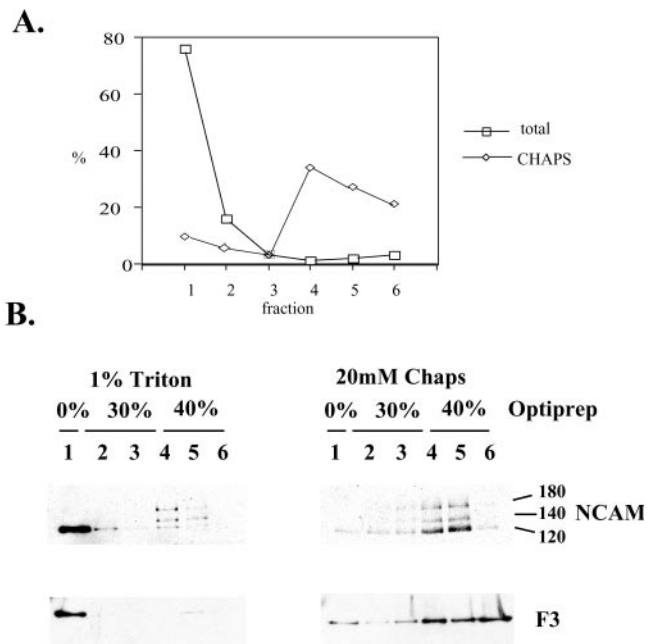 A.
80
60
40
20
0
%
1 2 3 4 5 6
fraction
total
CHAPS
B.
1% Triton 20mM Chaps
0% 30% 40% 0% 30% 40% Optiprep
1 2 3 4 5 6 1 2 3 4 5 6
180
140 NCAM
120
F3